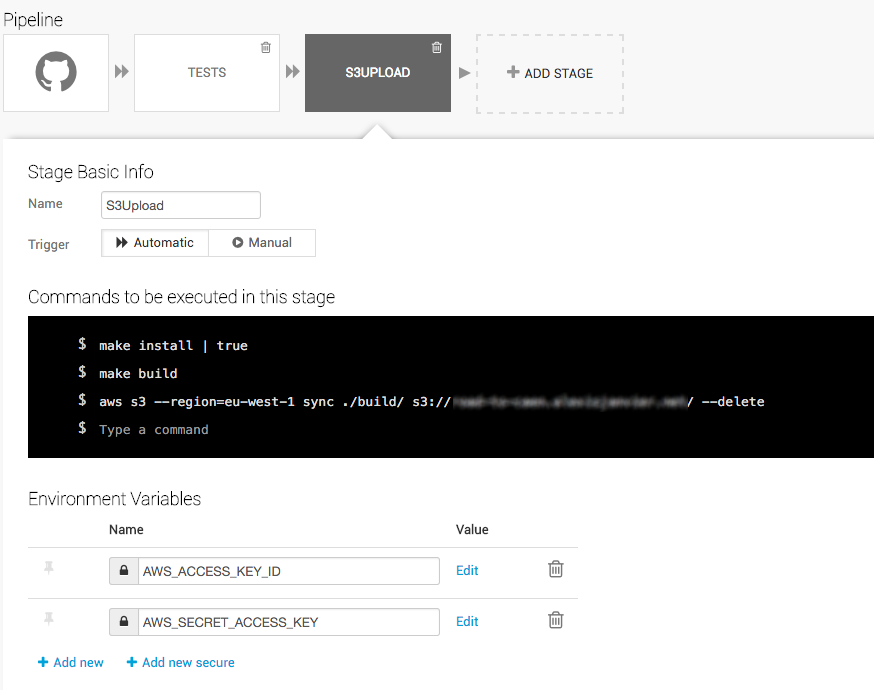 Pipeline
TESTS
S3UPLOAD
ADD STAGE
Stage Basic Info
Name
S3Upload
Trigger
Automatic
Manual
Commands to be executed in this stage
$ make install | true
$ make build
$ aws s3 --region=eu-west-1 sync ./build/ s3:// / --delete
$ Type a command
Environment Variables
Name Value
AWS_ACCESS_KEY_ID Edit
AWS_SECRET_ACCESS_KEY Edit
+ Add new + Add new secure